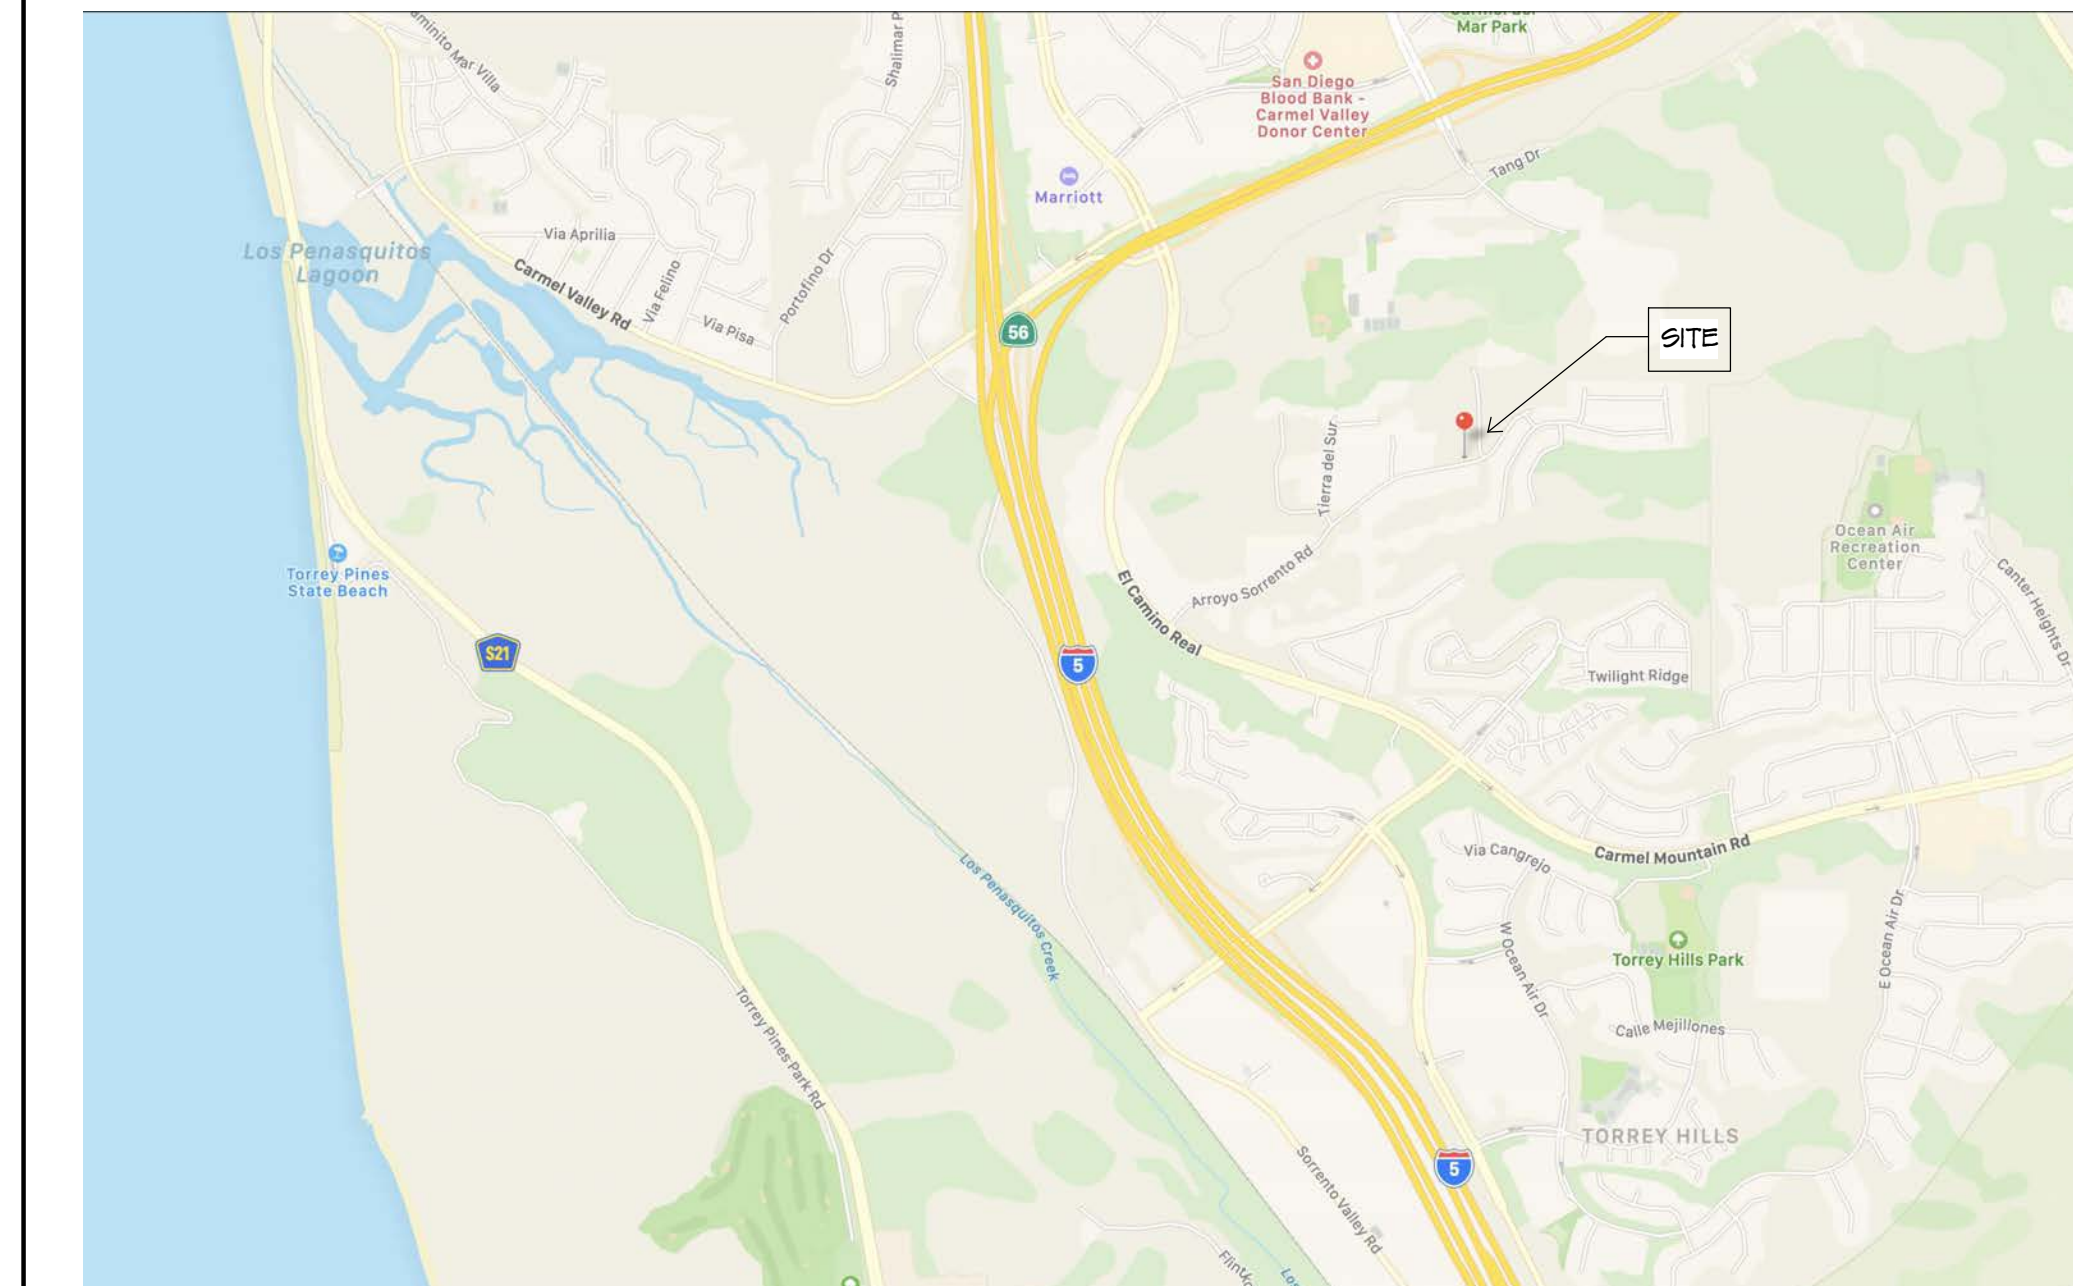 Mar Park
Caminito Mar Villa
San Diego
Blood Bank -
Carmel Valley
Donor Center
Tang Dr
Marriott
Via Aprilia
Los Penasquitos
Lagoon
Carmel Valley Rd
Via Felino
Portofino Dr
Via Pisa
56
SITE
Tierra del Sur
Ocean Air
Recreation
Center
Torrey Pines
State Beach
Arroyo Sorrento Rd
El Camino Real
Canter Heights Dr
S21
5
Twilight Ridge
Via Cangrejo
Carmel Mountain Rd
Los Penasquitos Creek
W Ocean Air Dr
E Ocean Air Dr
Torrey Hills Park
Torrey Pines Park Rd
Calle Mejillones
TORREY HILLS
5
Sorrento Valley Rd